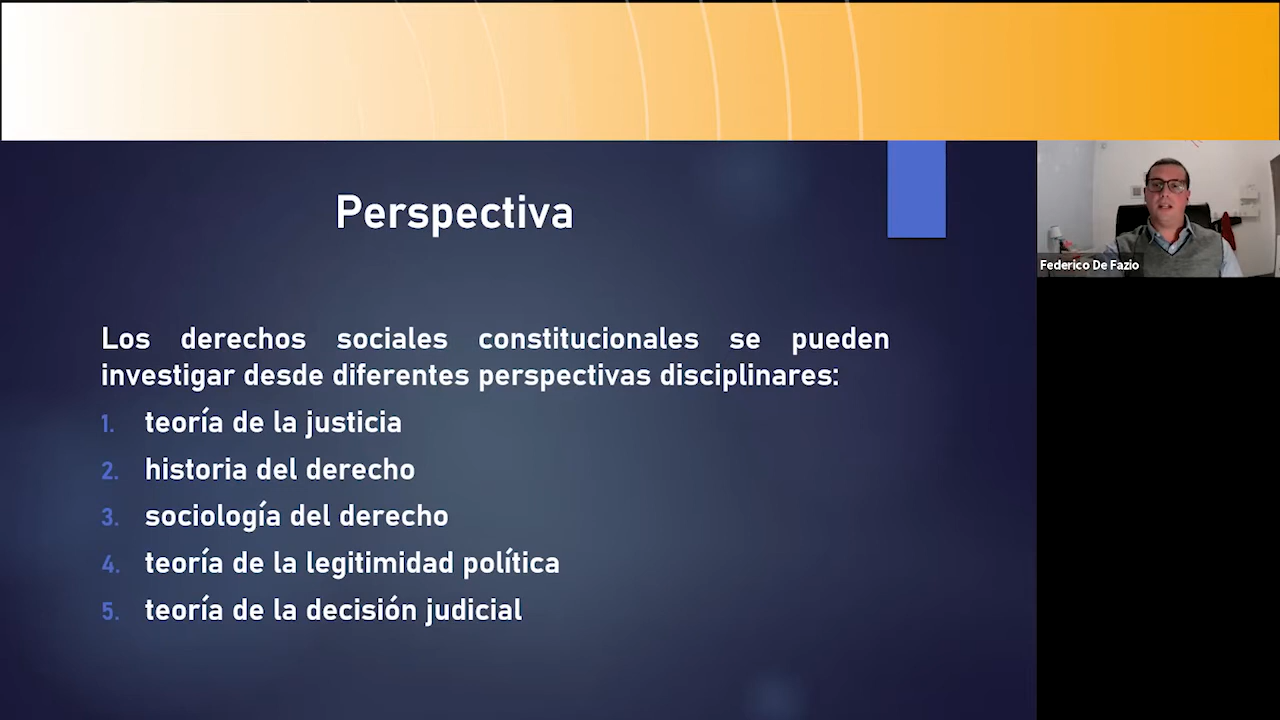 Perspectiva
Los derechos sociales constitucionales se pueden
investigar desde diferentes perspectivas disciplinares:
1. teoría de la justicia
2. historia del derecho
3. sociología del derecho
4. teoría de la legitimidad política
5. teoría de la decisión judicial
Federico De Fazio